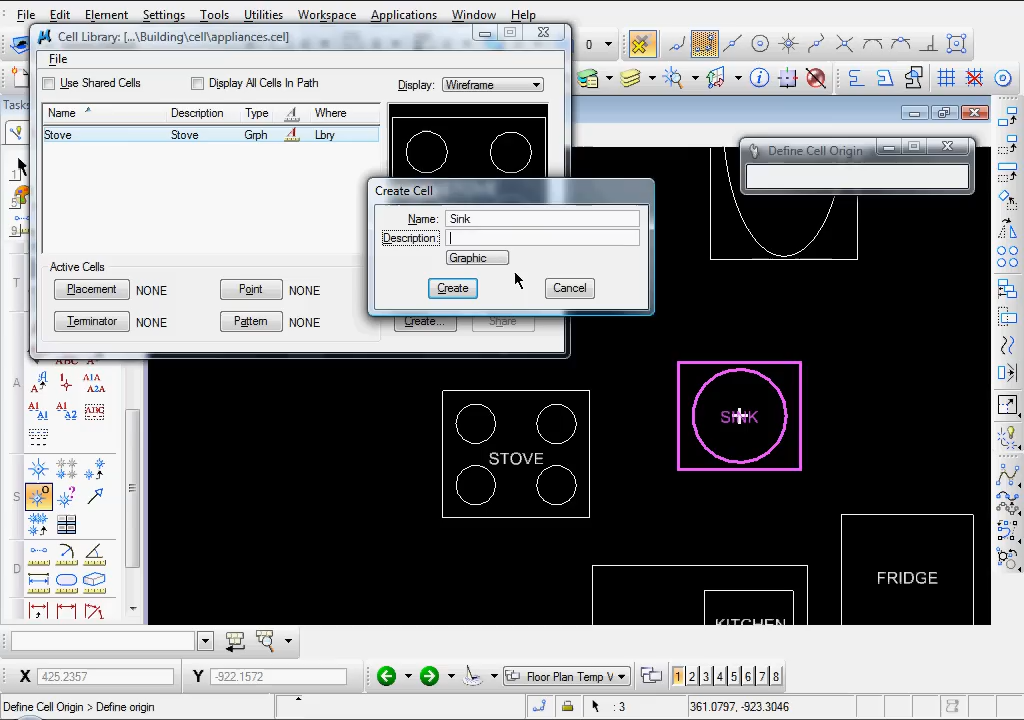 File Edit Element Settings Tools Utilities Workspace Applications Window Help
Cell Library: [...\Building\cell\appliances.cel]
File
Use Shared Cells Display All Cells In Path Display: Wireframe
Name Description Type Where
Stove Stove Grph Lbry
Active Cells
Placement NONE Point NONE
Terminator NONE Pattern NONE
Create... Share
Create Cell
Name: Sink
Description:
Graphic
Create Cancel
0
Define Cell Origin
Tasks
STOVE
SINK
FRIDGE
KITCHEN
T
A
S
D
X 425.2357 Y -922.1572 Floor Plan Temp V 1 2 3 4 5 6 7 8
Define Cell Origin > Define origin : 3 361.0797, -923.3046